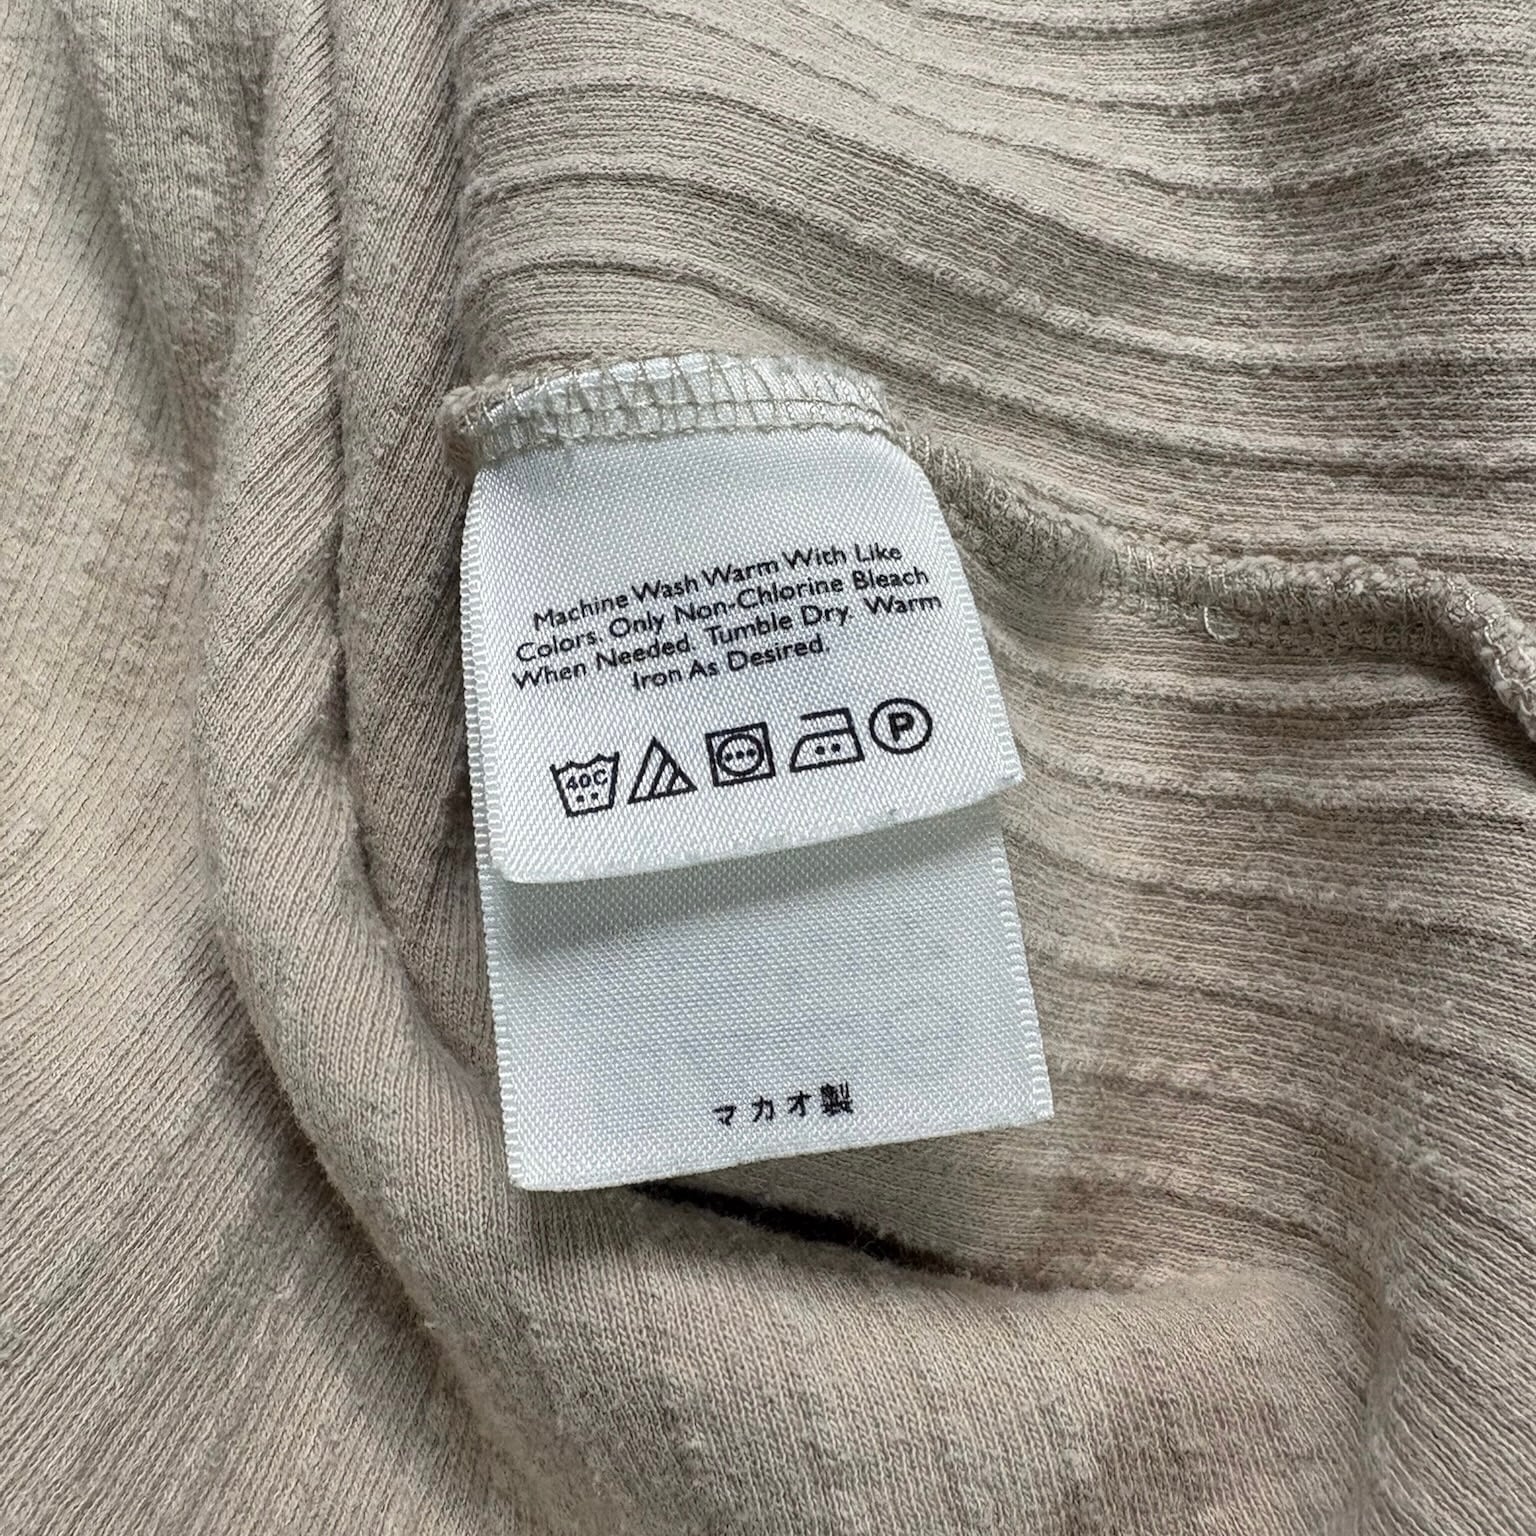 Machine Wash Warm With Like
Colors. Only Non-Chlorine Bleach
When Needed. Tumble Dry. Warm
Iron As Desired.
40C
P
マカオ製